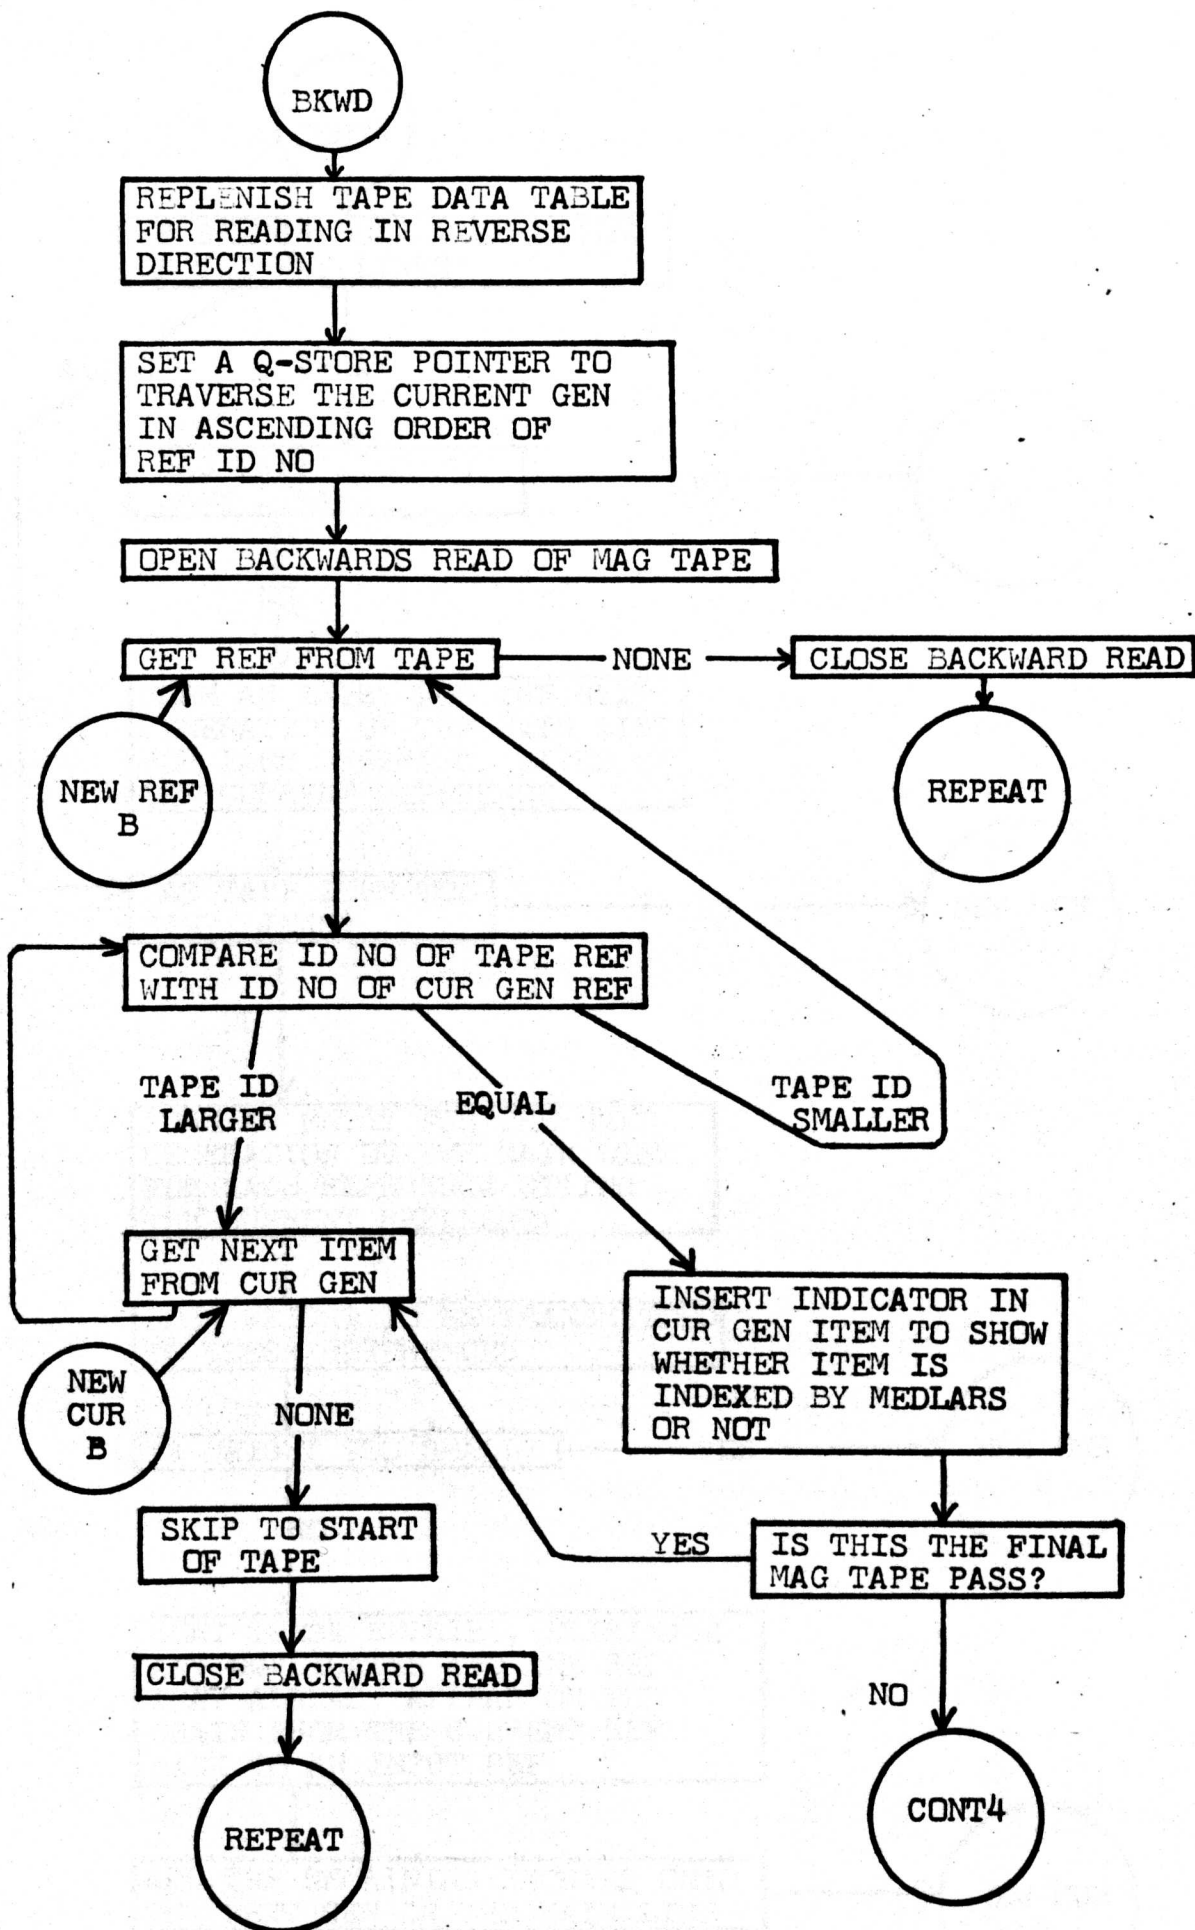 BKWD
REPLENISH TAPE DATA TABLE
FOR READING IN REVERSE
DIRECTION
SET A Q-STORE POINTER TO
TRAVERSE THE CURRENT GEN
IN ASCENDING ORDER OF
REF ID NO
OPEN BACKWARDS READ OF MAG TAPE
GET REF FROM TAPE
NONE
CLOSE BACKWARD READ
NEW REF
B
REPEAT
COMPARE ID NO OF TAPE REF
WITH ID NO OF CUR GEN REF
TAPE ID
LARGER
EQUAL
TAPE ID
SMALLER
GET NEXT ITEM
FROM CUR GEN
INSERT INDICATOR IN
CUR GEN ITEM TO SHOW
WHETHER ITEM IS
INDEXED BY MEDLARS
OR NOT
NEW
CUR
B
NONE
SKIP TO START
OF TAPE
YES
IS THIS THE FINAL
MAG TAPE PASS?
CLOSE BACKWARD READ
NO
REPEAT
CONT4